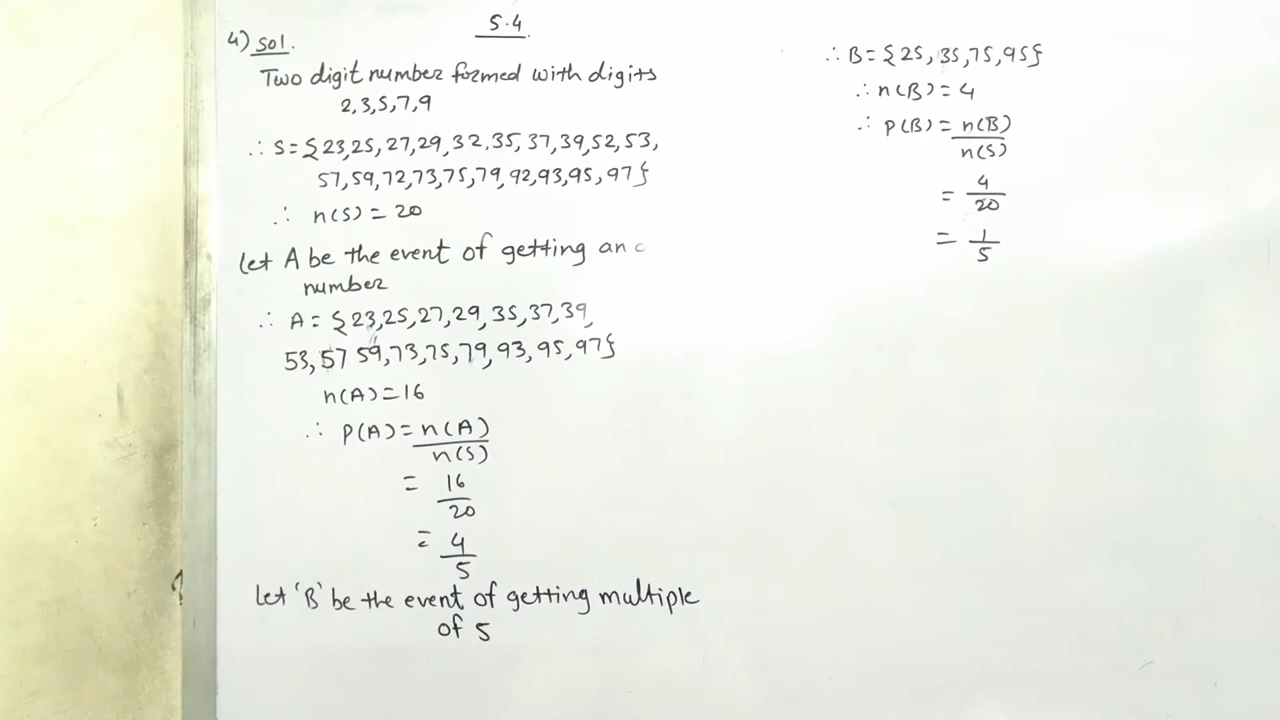 5.4
4) Sol.
Two digit number formed with digits
2,3,5,7,9
∴ S = {23,25,27,29,32,35,37,39,52,53,
57,59,72,73,75,79,92,93,95,97}
∴ n(S) = 20
Let A be the event of getting an
number
∴ A = {23,25,27,29,35,37,39,
53,57 59,73,75,79,93,95,97}
n(A) = 16
∴ P(A) = n(A)
n(S)
= 16
20
= 4
5
Let 'B' be the event of getting multiple
of 5
∴ B = {25,35,75,95}
∴ n(B) = 4
∴ P(B) = n(B)
n(S)
= 4
20
= 1
5